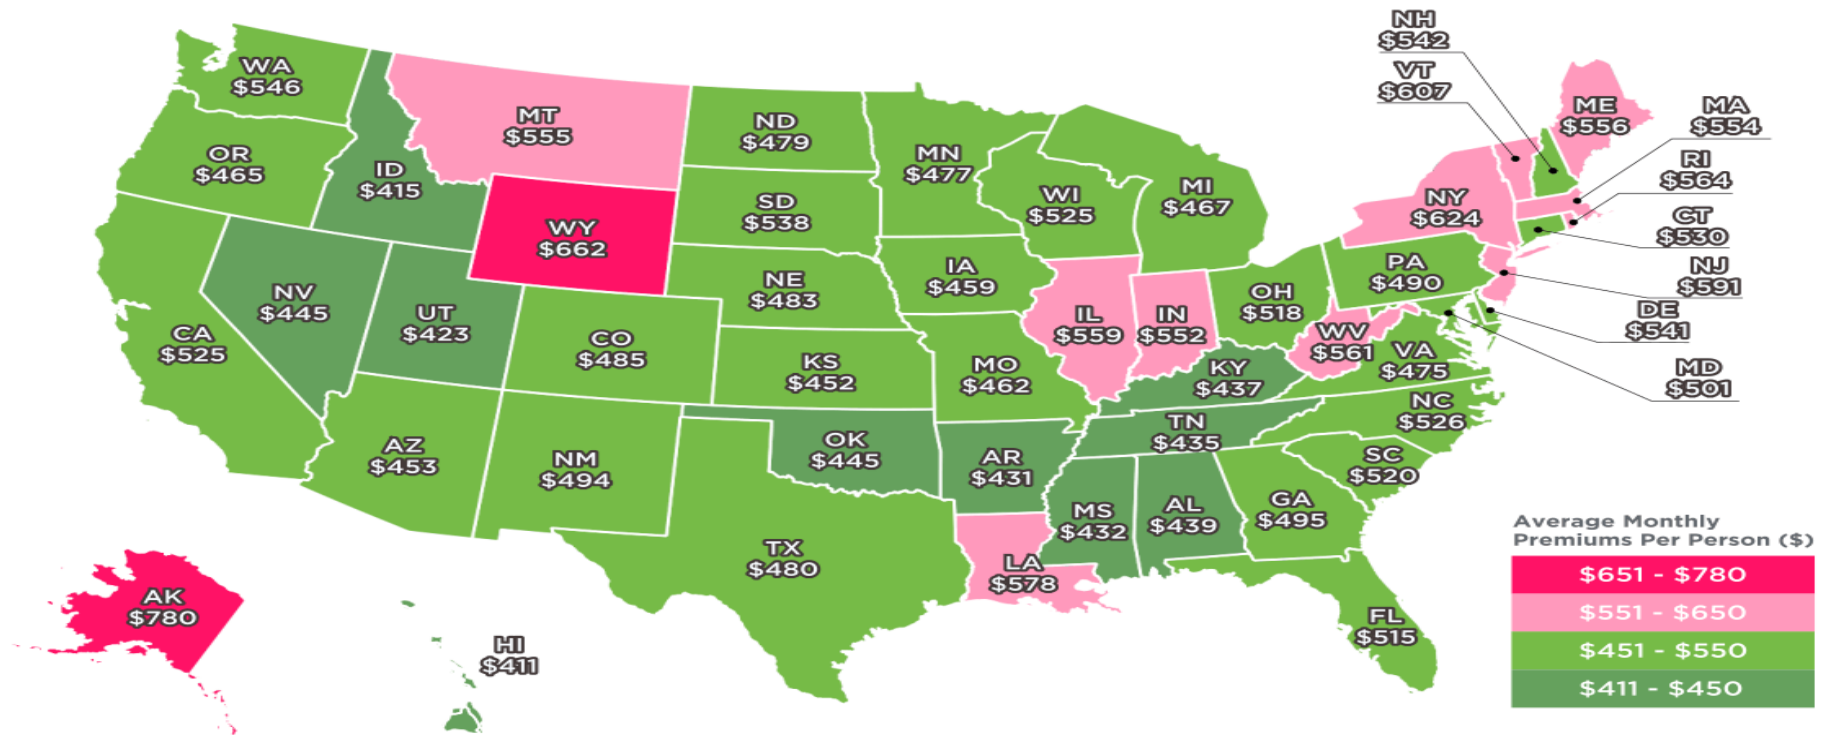 NH
$542
VT
$607
WA
$546
MT
$555
ND
$479
MN
$477
ME
$556
MA
$554
OR
$465
ID
$415
SD
$538
WI
$525
MI
$467
NY
$624
RI
$564
WY
$662
CT
$530
NV
$445
UT
$423
NE
$483
IA
$459
PA
$490
NJ
$591
CA
$525
CO
$485
KS
$452
MO
$462
IL
$559
IN
$552
OH
$518
WV
$561
VA
$475
DE
$541
MD
$501
KY
$437
NC
$526
TN
$435
AZ
$453
NM
$494
OK
$445
AR
$431
SC
$520
MS
$432
AL
$439
GA
$495
TX
$480
LA
$578
FL
$515
AK
$780
HI
$411
Average Monthly
Premiums Per Person ($)
$651 - $780
$551 - $650
$451 - $550
$411 - $450